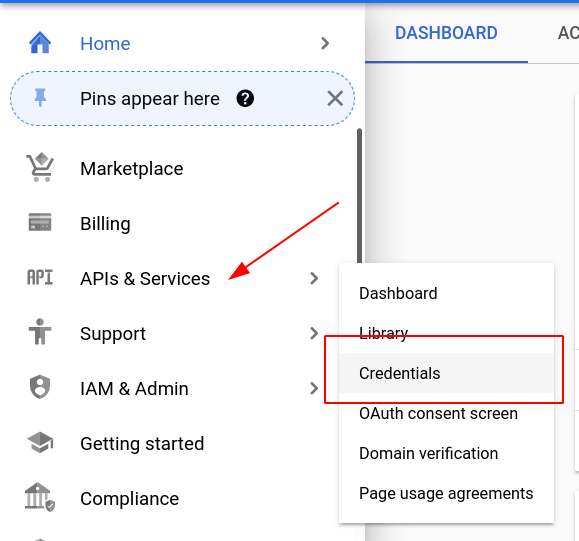 Home
DASHBOARD
AC
Pins appear here ?
Marketplace
Billing
API APIs & Services
Support
IAM & Admin
Getting started
Compliance
Dashboard
Library
Credentials
OAuth consent screen
Domain verification
Page usage agreements